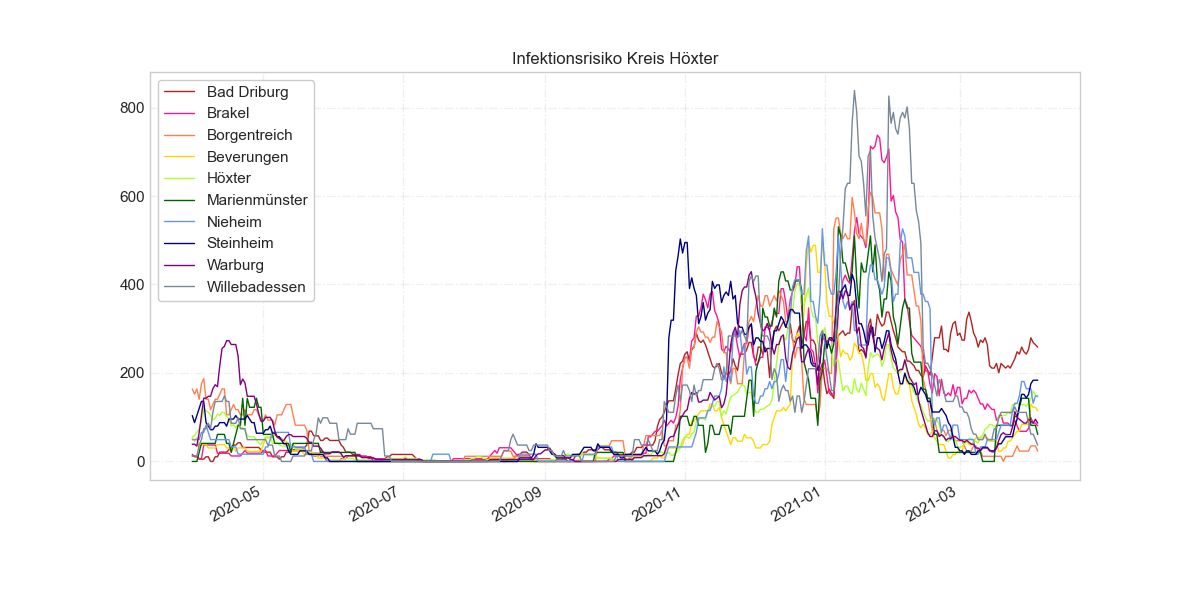 Infektionsrisiko Kreis Höxter
800
600
400
200
0
Bad Driburg
Brakel
Borgentreich
Beverungen
Höxter
Marienmünster
Nieheim
Steinheim
Warburg
Willebadessen
2020-05
2020-07
2020-09
2020-11
2021-01
2021-03